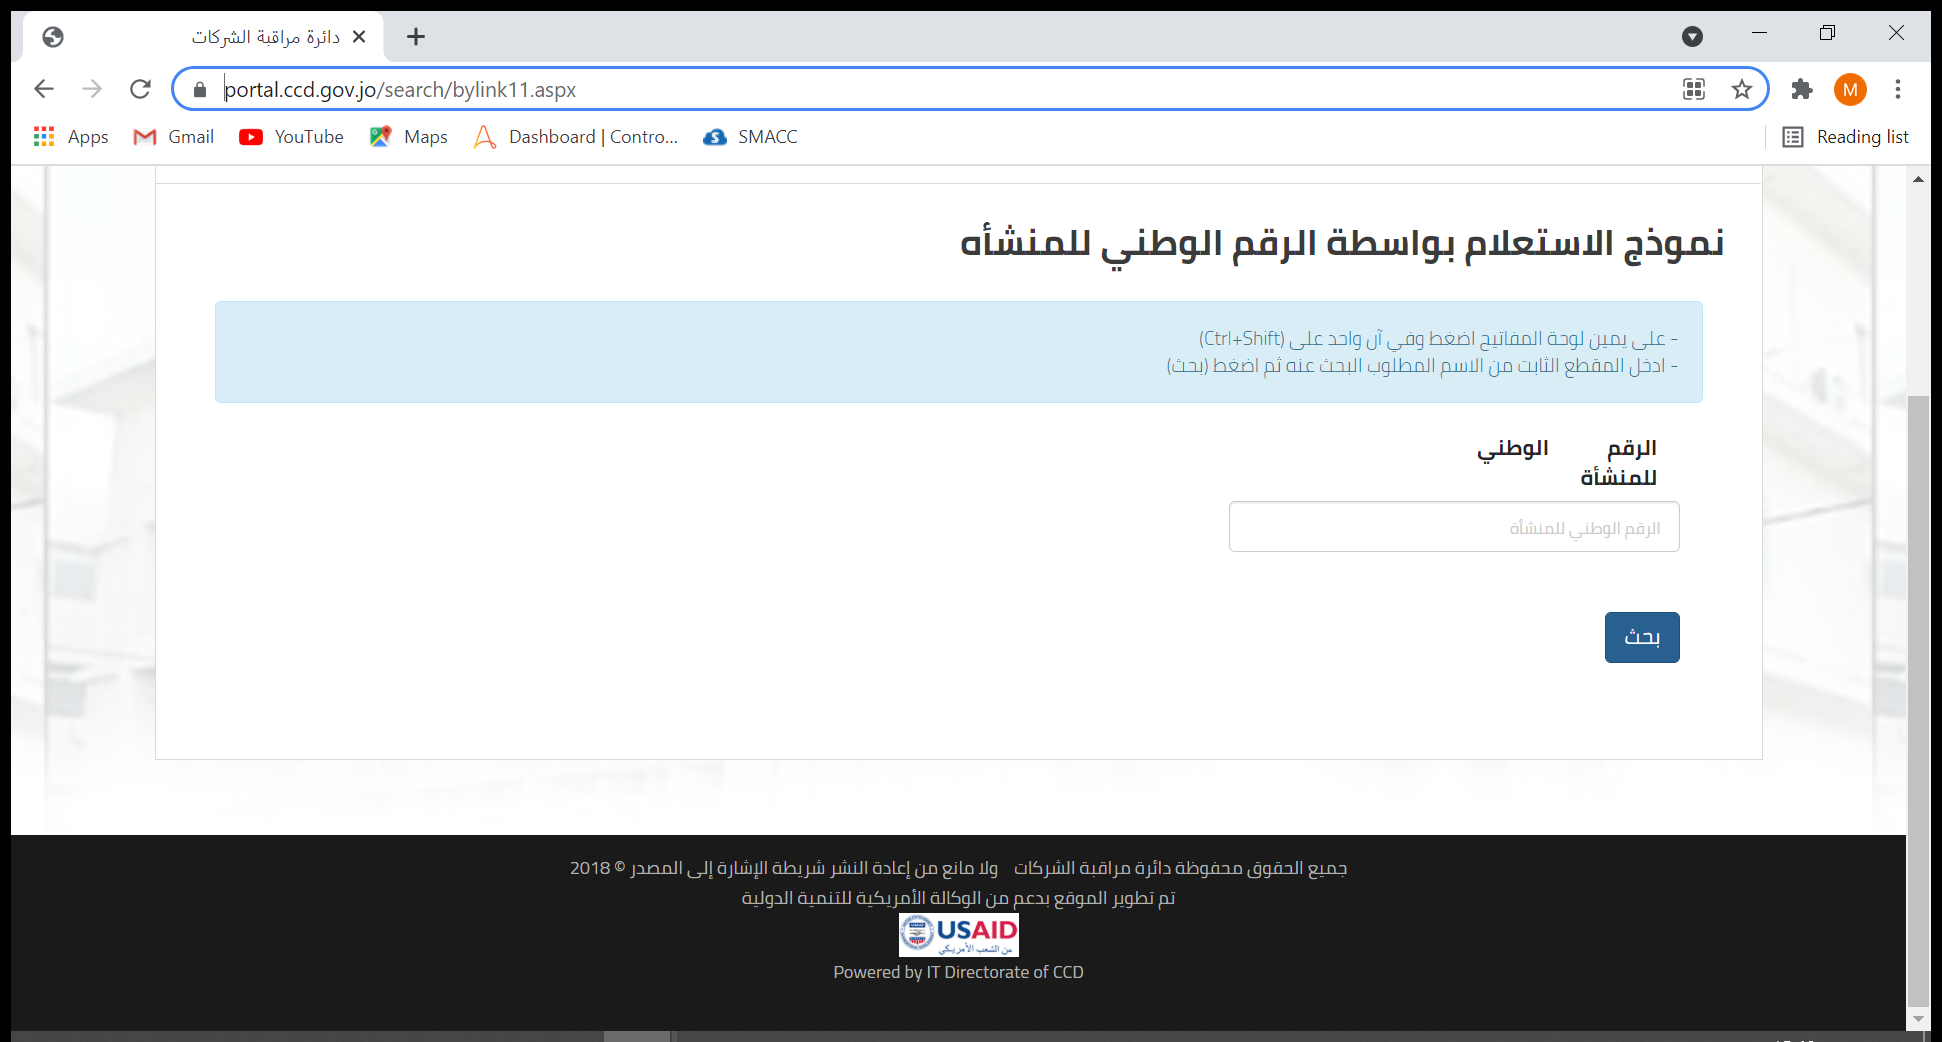 دائرة مراقبة الشركات
portal.ccd.gov.jo/search/bylink11.aspx
M
Apps Gmail YouTube Maps Dashboard | Contro... SMACC Reading list
نموذج الاستعلام بواسطة الرقم الوطني للمنشأه
- على يمين لوحة المفاتيح اضغط وفي آن واحد على (Ctrl+Shift)
- ادخل المقطع الثابت من الاسم المطلوب البحث عنه ثم اضغط (بحث)
الرقم الوطني
للمنشأة
الرقم الوطني للمنشأة
بحث
جميع الحقوق محفوظة دائرة مراقبة الشركات ولا مانع من إعادة النشر شريطة الإشارة إلى المصدر © 2018
تم تطوير الموقع بدعم من الوكالة الأمريكية للتنمية الدولية
USAID
من الشعب الأمريكي
Powered by IT Directorate of CCD